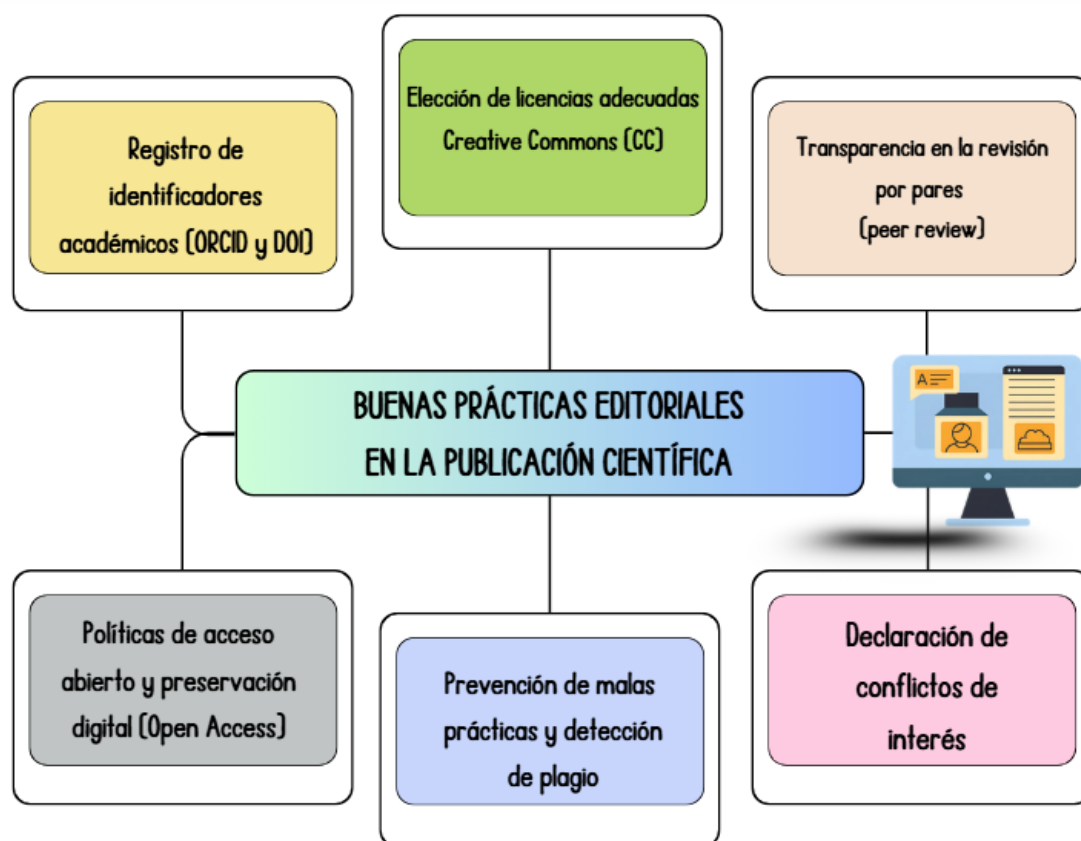 Elección de licencias adecuadas
Creative Commons (CC)
Registro de
identificadores
académicos (ORCID y DOI)
Transparencia en la revisión
por pares
(peer review)
BUENAS PRÁCTICAS EDITORIALES
EN LA PUBLICACIÓN CIENTÍFICA
A
Políticas de acceso
abierto y preservación
digital (Open Access)
Prevención de malas
prácticas y detección
de plagio
Declaración de
conflictos de
interés